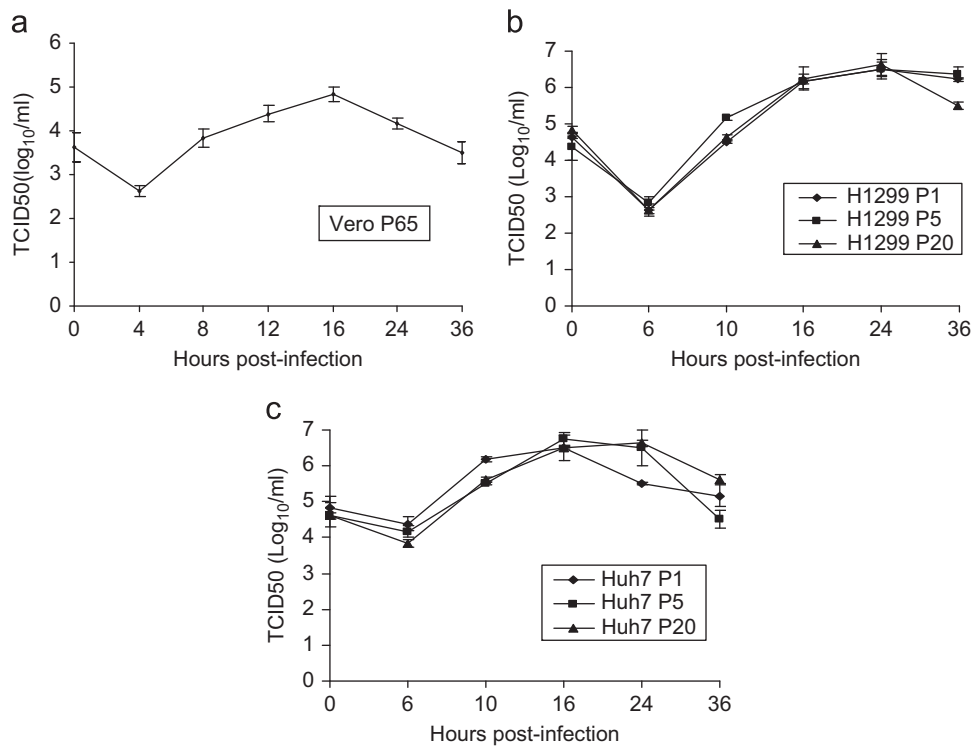 a
TCID50(log10/ml)
6
5
4
3
2
1
0
Vero P65
0 4 8 12 16 24 36
Hours post-infection
b
TCID50 (Log10/ml)
7
6
5
4
3
2
1
0
H1299 P1
H1299 P5
H1299 P20
0 6 10 16 24 36
Hours post-infection
c
TCID50 (Log10/ml)
7
6
5
4
3
2
1
0
Huh7 P1
Huh7 P5
Huh7 P20
0 6 10 16 24 36
Hours post-infection